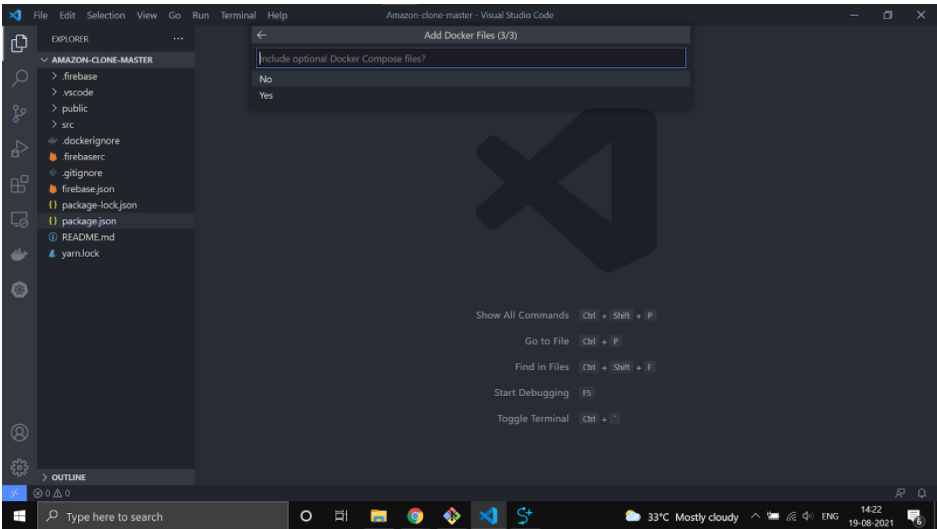 File Edit Selection View Go Run Terminal Help Amazon-clone-master - Visual Studio Code
EXPLORER ...
Add Docker Files (3/3)
AMAZON-CLONE-MASTER
Include optional Docker Compose files?
.firebase
No
.vscode
Yes
public
src
.dockerignore
.firebaserc
.gitignore
firebase.json
{} package-lock.json
{} package.json
README.md
yarn.lock
Show All Commands Ctrl + Shift + P
Go to File Ctrl + P
Find in Files Ctrl + Shift + F
Start Debugging F5
Toggle Terminal Ctrl + `
OUTLINE
0 0
Type here to search
33°C Mostly cloudy
ENG
14:22
19-08-2021
6